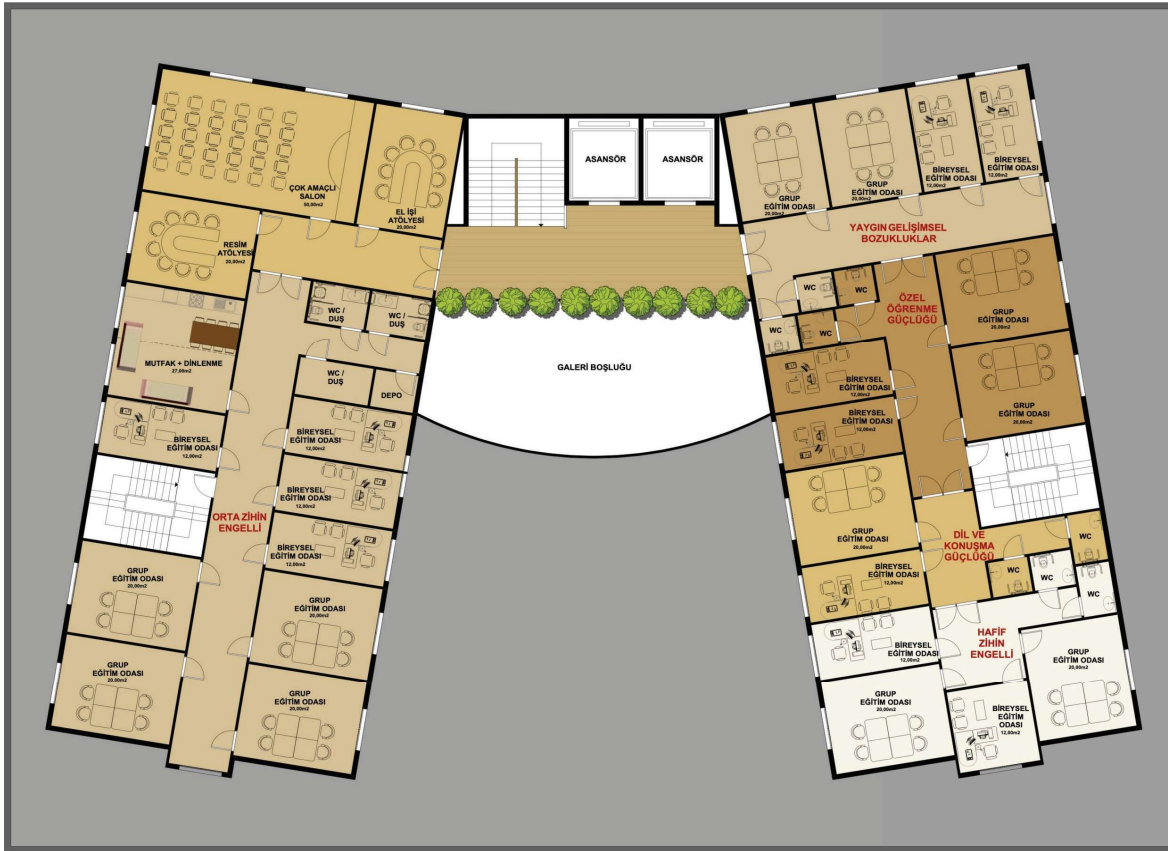 ÇOK AMAÇLI
SALON
50,00m2
EL İŞİ
ATÖLYESİ
20,00m2
RESİM
ATÖLYESİ
20,00m2
MUTFAK + DİNLENME
27,00m2
WC /
DUŞ
WC /
DUŞ
WC /
DUŞ
DEPO
BİREYSEL
EĞİTİM ODASI
12,00m2
BİREYSEL
EĞİTİM ODASI
12,00m2
BİREYSEL
EĞİTİM ODASI
12,00m2
BİREYSEL
EĞİTİM ODASI
12,00m2
ORTA ZİHİN
ENGELLİ
GRUP
EĞİTİM ODASI
20,00m2
GRUP
EĞİTİM ODASI
20,00m2
GRUP
EĞİTİM ODASI
20,00m2
GRUP
EĞİTİM ODASI
20,00m2
ASANSÖR
ASANSÖR
GALERİ BOŞLUĞU
GRUP
EĞİTİM ODASI
20,00m2
GRUP
EĞİTİM ODASI
20,00m2
BİREYSEL
EĞİTİM ODASI
12,00m2
BİREYSEL
EĞİTİM ODASI
12,00m2
YAYGIN GELİŞİMSEL
BOZUKLUKLAR
WC
WC
WC
WC
ÖZEL
ÖĞRENME
GÜÇLÜĞÜ
GRUP
EĞİTİM ODASI
20,00m2
GRUP
EĞİTİM ODASI
20,00m2
BİREYSEL
EĞİTİM ODASI
12,00m2
BİREYSEL
EĞİTİM ODASI
12,00m2
GRUP
EĞİTİM ODASI
20,00m2
DİL VE
KONUŞMA
GÜÇLÜĞÜ
WC
WC
WC
WC
BİREYSEL
EĞİTİM ODASI
12,00m2
BİREYSEL
EĞİTİM ODASI
12,00m2
HAFİF
ZİHİN
ENGELLİ
GRUP
EĞİTİM ODASI
20,00m2
GRUP
EĞİTİM ODASI
20,00m2
BİREYSEL
EĞİTİM
ODASI
12,00m2